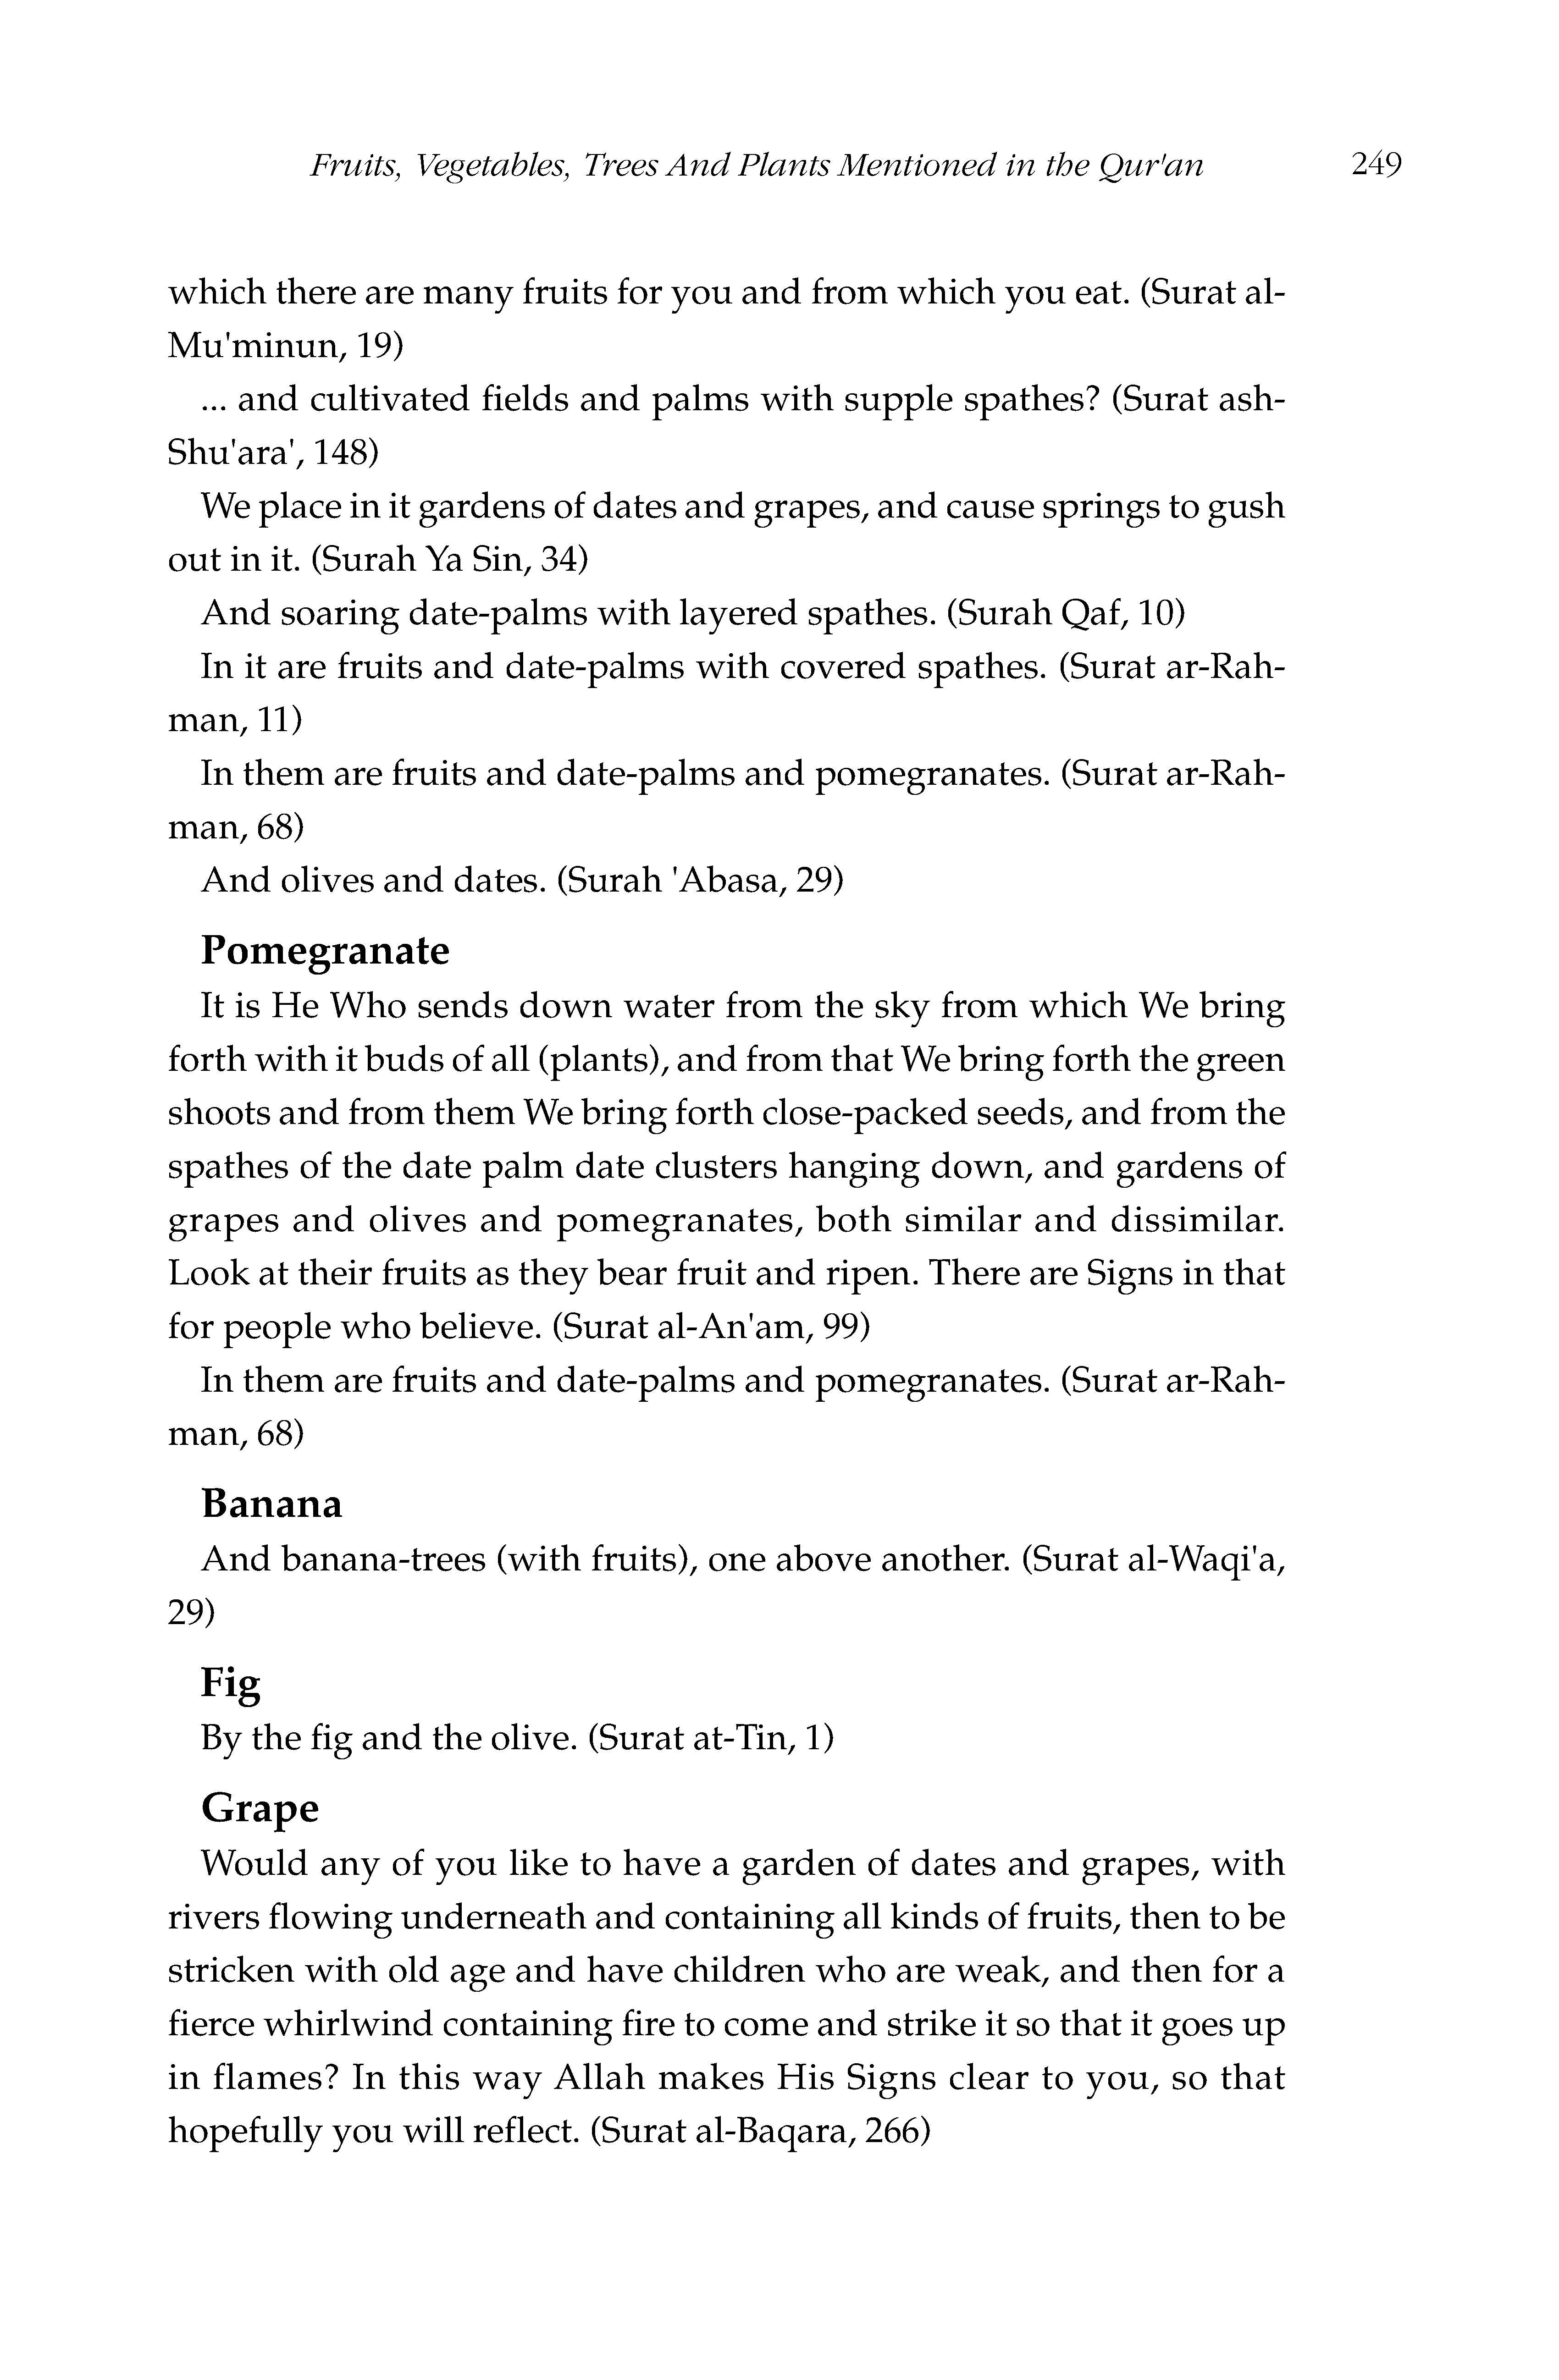 Fruits, Vegetables, Trees And Plants Mentioned in the Qur'an 249
which there are many fruits for you and from which you eat. (Surat al-
Mu'minun, 19)
... and cultivated fields and palms with supple spathes? (Surat ash-
Shu'ara', 148)
We place in it gardens of dates and grapes, and cause springs to gush
out in it. (Surah Ya Sin, 34)
And soaring date-palms with layered spathes. (Surah Qaf, 10)
In it are fruits and date-palms with covered spathes. (Surat ar-Rah-
man, 11)
In them are fruits and date-palms and pomegranates. (Surat ar-Rah-
man, 68)
And olives and dates. (Surah 'Abasa, 29)
Pomegranate
It is He Who sends down water from the sky from which We bring
forth with it buds of all (plants), and from that We bring forth the green
shoots and from them We bring forth close-packed seeds, and from the
spathes of the date palm date clusters hanging down, and gardens of
grapes and olives and pomegranates, both similar and dissimilar.
Look at their fruits as they bear fruit and ripen. There are Signs in that
for people who believe. (Surat al-An'am, 99)
In them are fruits and date-palms and pomegranates. (Surat ar-Rah-
man, 68)
Banana
And banana-trees (with fruits), one above another. (Surat al-Waqi'a,
29)
Fig
By the fig and the olive. (Surat at-Tin, 1)
Grape
Would any of you like to have a garden of dates and grapes, with
rivers flowing underneath and containing all kinds of fruits, then to be
stricken with old age and have children who are weak, and then for a
fierce whirlwind containing fire to come and strike it so that it goes up
in flames? In this way Allah makes His Signs clear to you, so that
hopefully you will reflect. (Surat al-Baqara, 266)